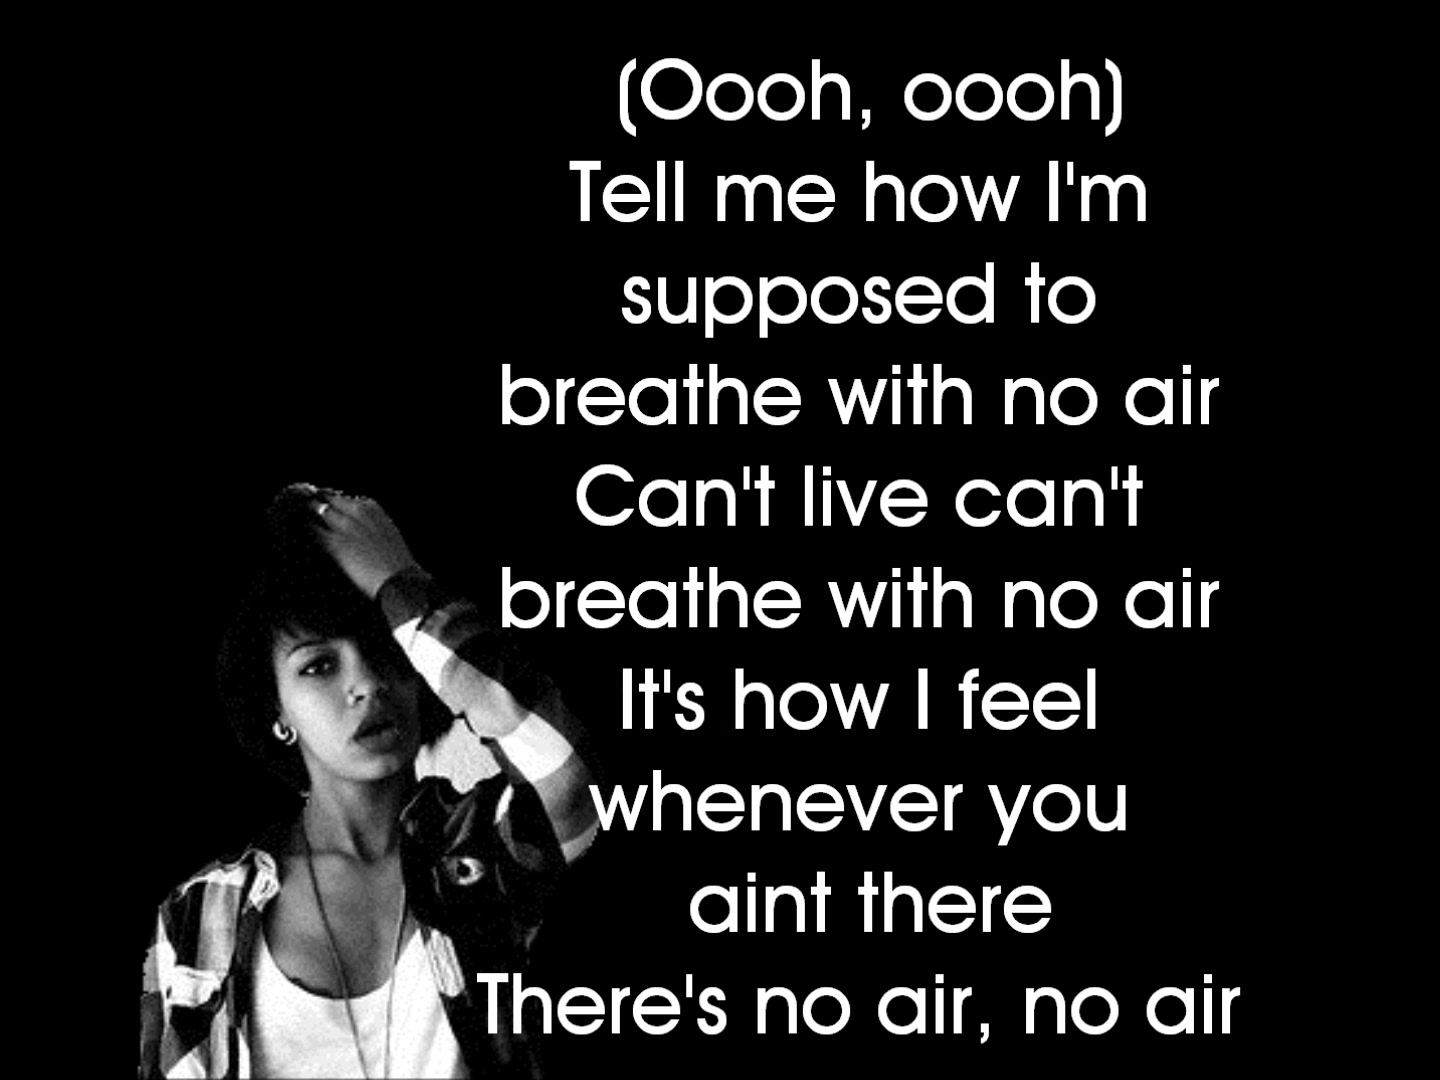 (Oooh, oooh)
Tell me how I'm
supposed to
breathe with no air
Can't live can't
breathe with no air
It's how I feel
whenever you
aint there
There's no air, no air